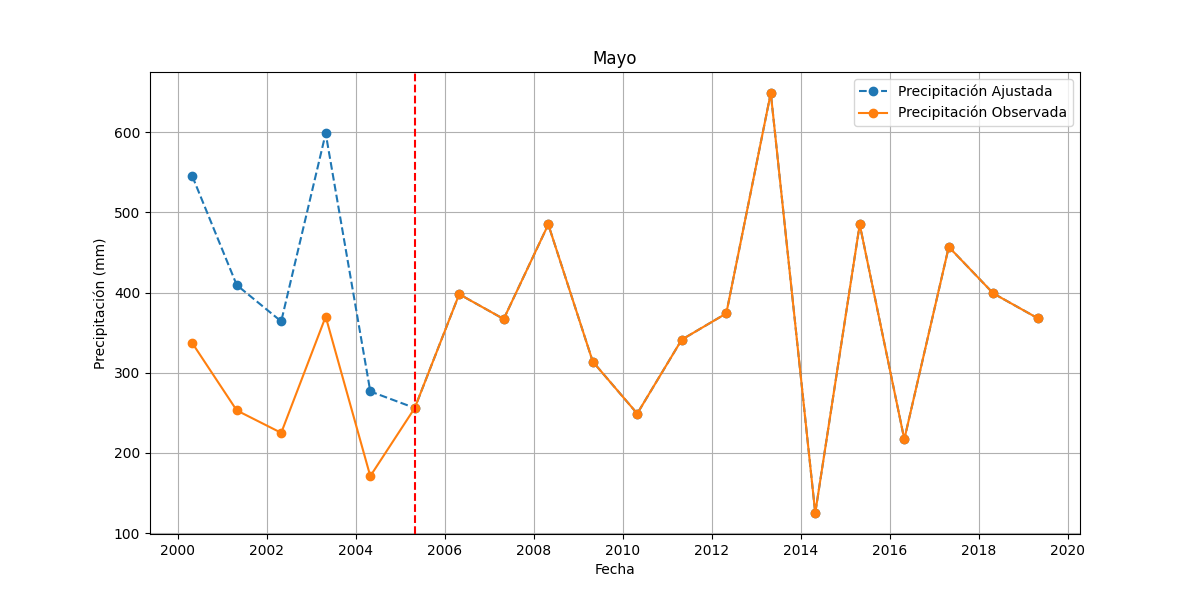 Mayo
Precipitación Ajustada
Precipitación Observada
Precipitación (mm)
600
500
400
300
200
100
2000 2002 2004 2006 2008 2010 2012 2014 2016 2018 2020
Fecha